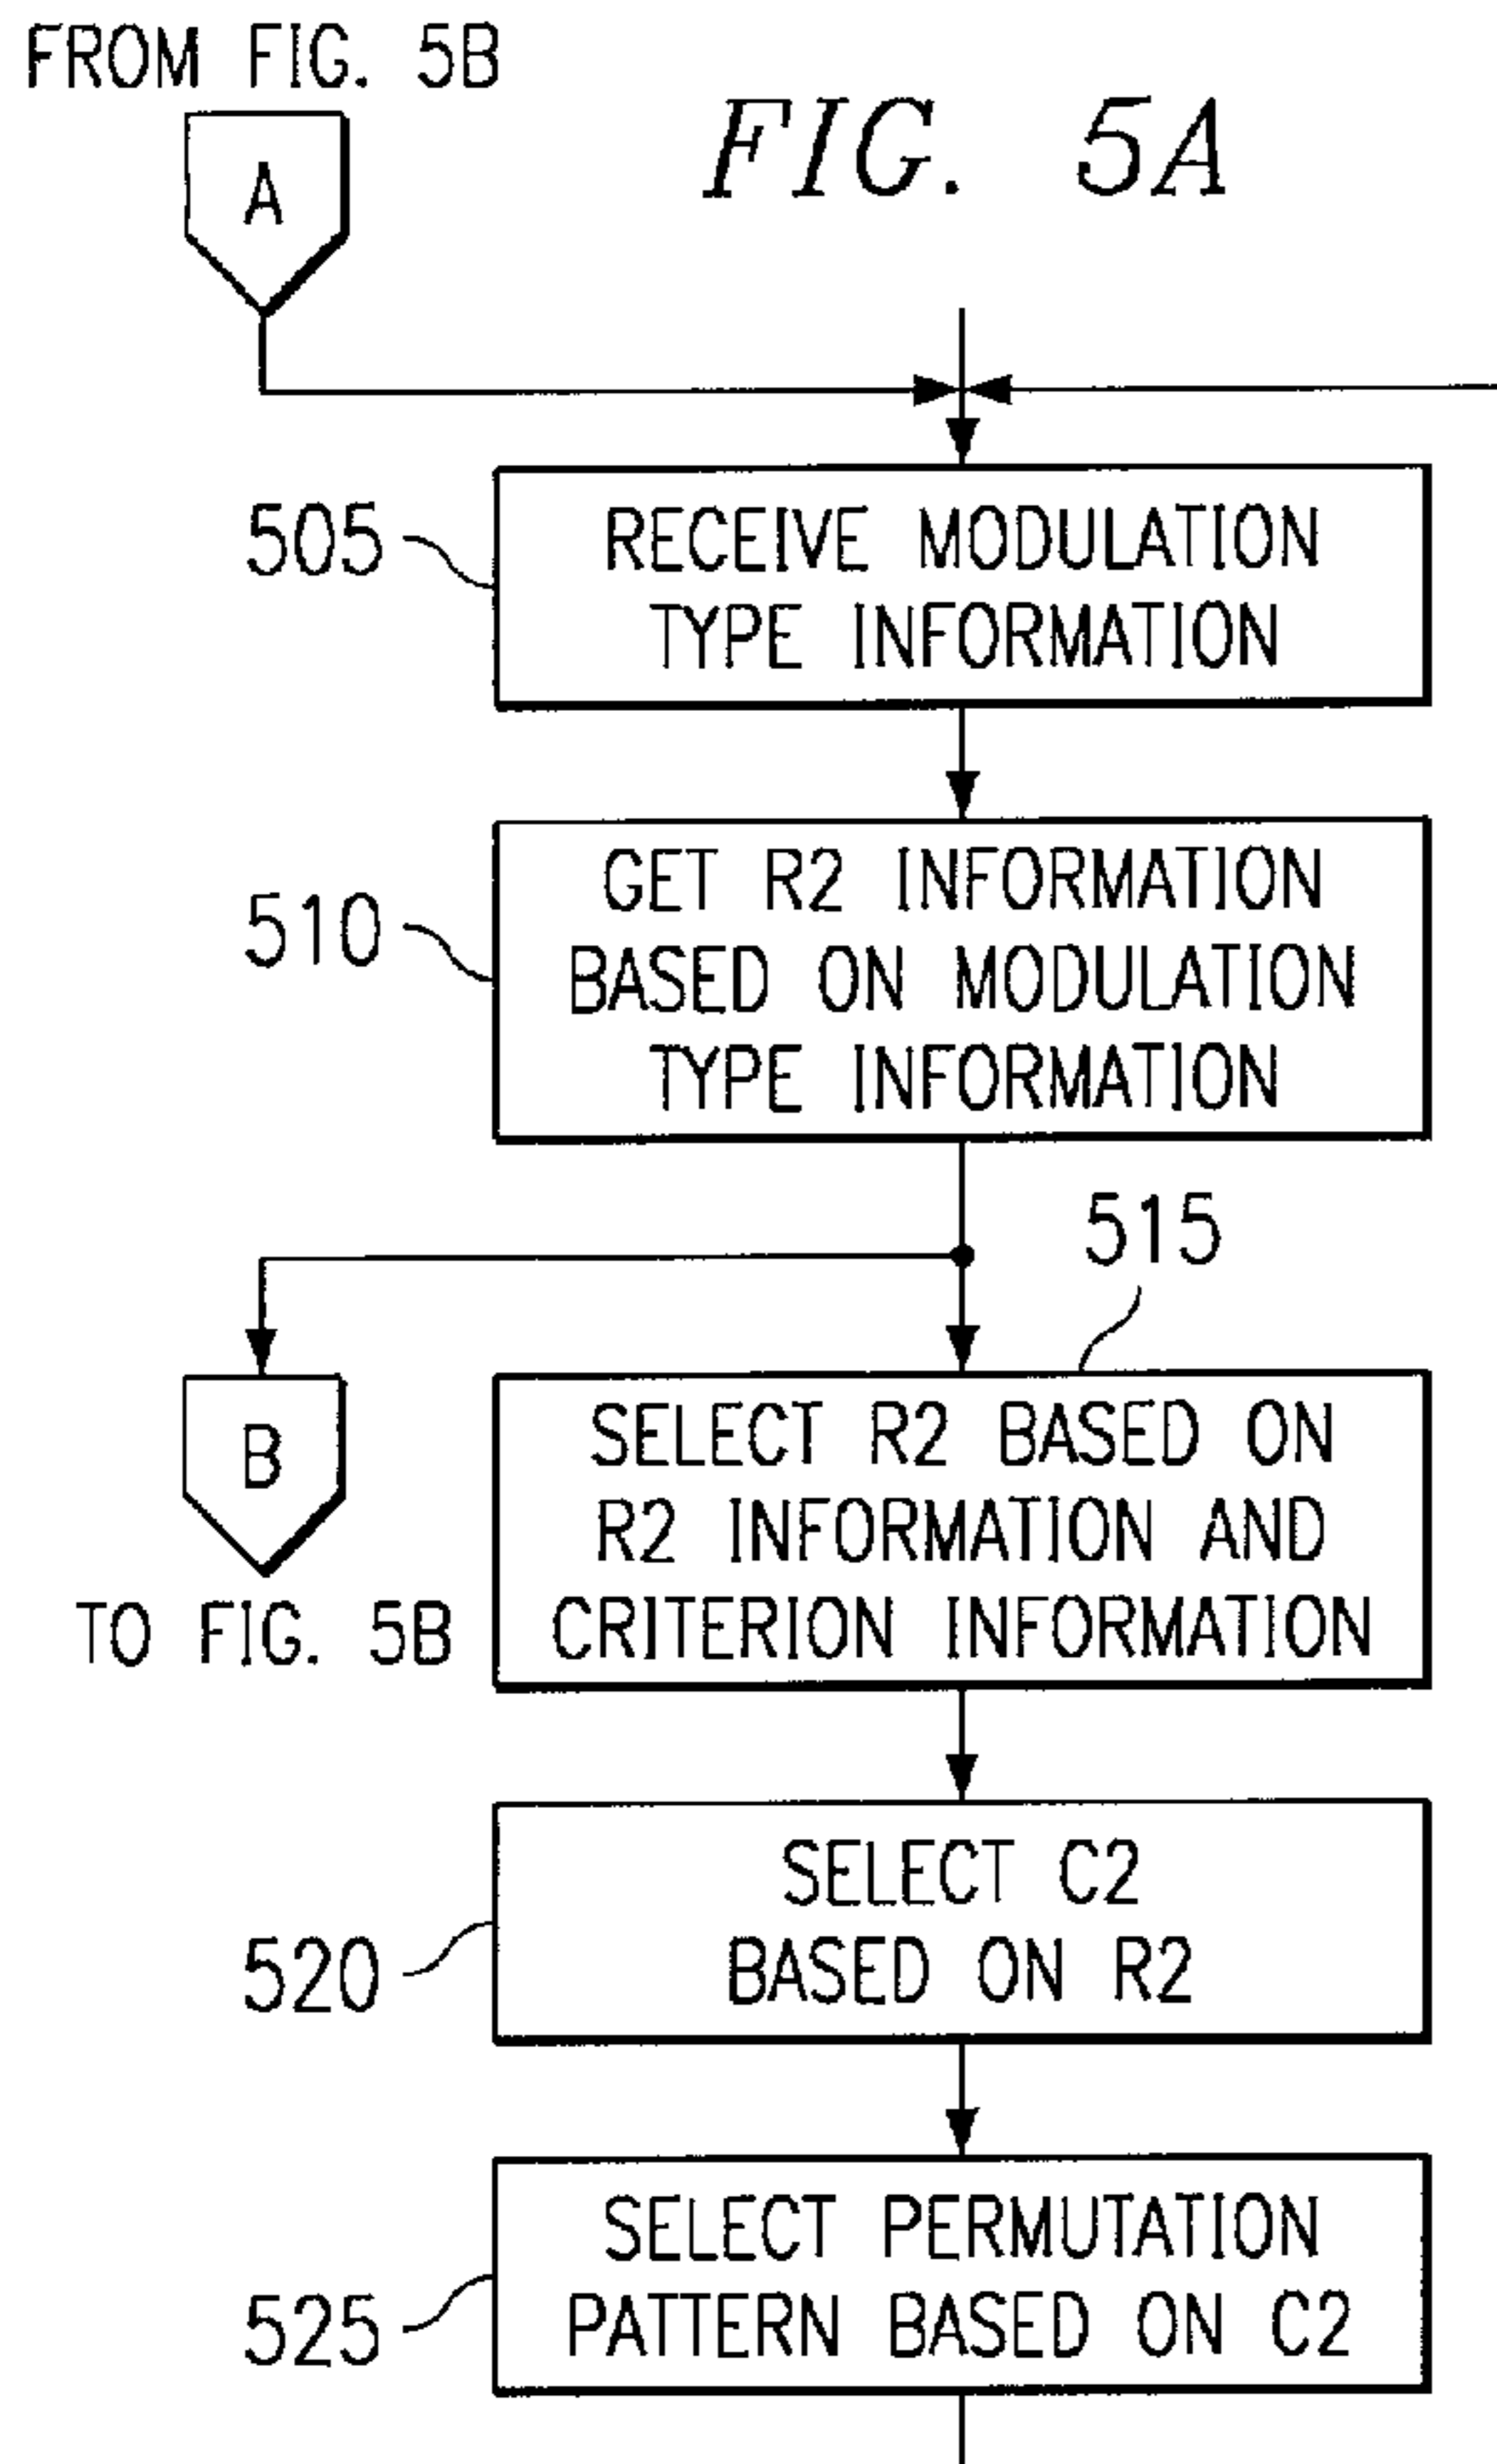 FROM FIG. 5B
FIG. 5A
A
505
RECEIVE MODULATION
TYPE INFORMATION
510
GET R2 INFORMATION
BASED ON MODULATION
TYPE INFORMATION
515
B
TO FIG. 5B
SELECT R2 BASED ON
R2 INFORMATION AND
CRITERION INFORMATION
520
SELECT C2
BASED ON R2
525
SELECT PERMUTATION
PATTERN BASED ON C2